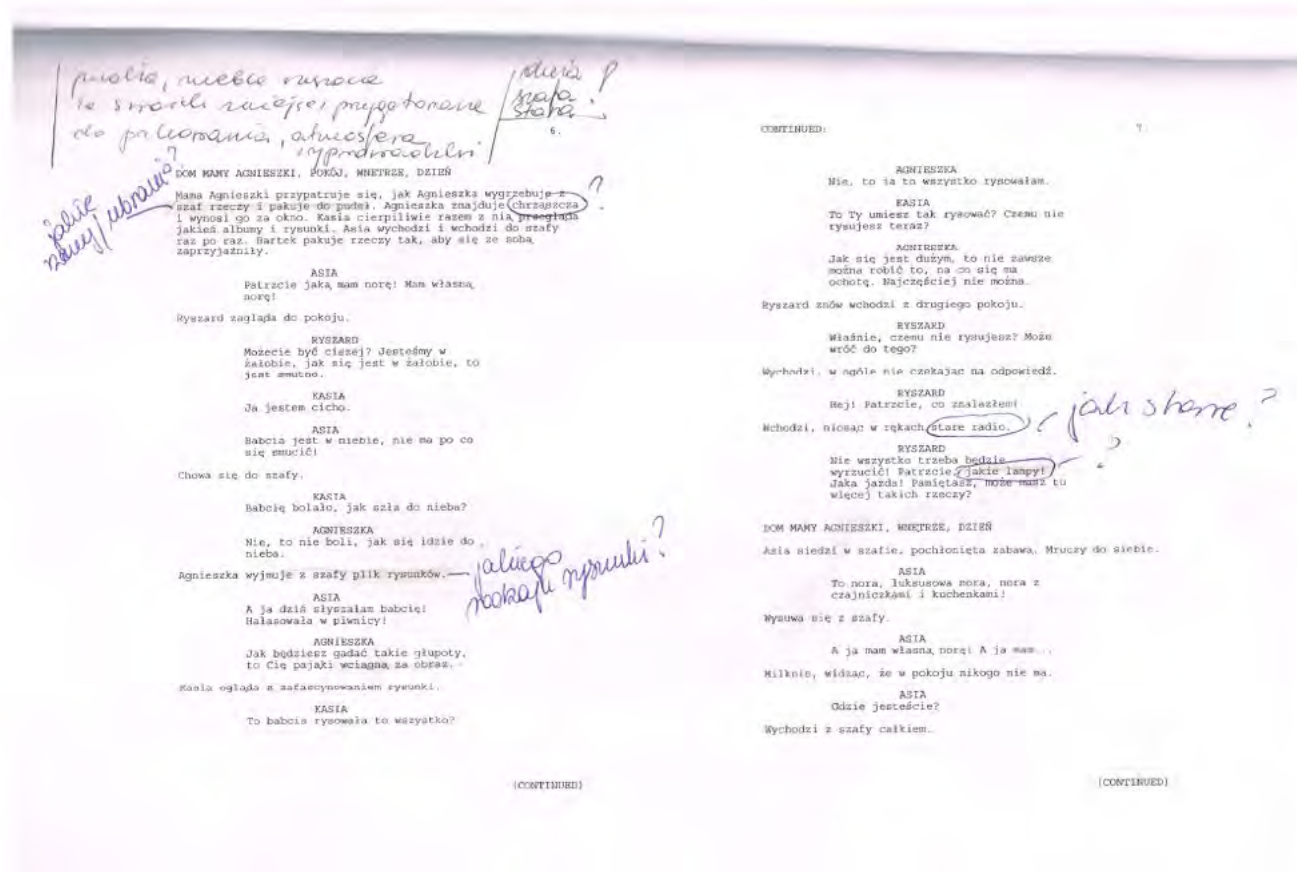 pudła, meble
do pakowania, atmosfera
szafa
stara?
6.
DOM MAMY AGNIESZKI, POKÓJ, WNĘTRZE, DZIEŃ
jakie
ubrania?
Mama Agnieszki przypatruje się, jak Agnieszka wygrzebuje z
szaf rzeczy i pakuje do pudeł. Agnieszka znajduje chrząszcza ?
i wynosi go za okno. Kasia cierpiliwie razem z nią przegląda
jakieś albumy i rysunki. Asia wychodzi i wchodzi do szafy
raz po raz. Bartek pakuje rzeczy tak, aby się ze sobą
zaprzyjaźniły.
ASIA
Patrzcie jaką mam norę! Mam własną
norę!
Ryszard zagląda do pokoju.
RYSZARD
Możecie być ciszej? Jesteśmy w
żałobie, jak się jest w żałobie, to
jest smutno.
KASIA
Ja jestem cicho.
ASIA
Babcia jest w niebie, nie ma po co
się smucić!
Chowa się do szafy.
KASIA
Babcię bolało, jak szła do nieba?
AGNIESZKA
Nie, to nie boli, jak się idzie do
nieba.
Agnieszka wyjmuje z szafy plik rysunków.
jakiego
rodzaju rysunki?
ASIA
A ja dziś słyszałam babcię!
Hałasowała w piwnicy!
AGNIESZKA
Jak będziesz gadać takie głupoty,
to Cię pająki wciągną za obraz.
Kasia ogląda z zafascynowaniem rysunki.
KASIA
To babcia rysowała to wszystko?
(CONTINUED)
CONTINUED: 7.
AGNIESZKA
Nie, to ja to wszystko rysowałam.
KASIA
To Ty umiesz tak rysować? Czemu nie
rysujesz teraz?
AGNIESZKA
Jak się jest dużym, to nie zawsze
można robić to, na co się ma
ochotę. Najczęściej nie można.
Ryszard znów wchodzi z drugiego pokoju.
RYSZARD
Właśnie, czemu nie rysujesz? Może
wróć do tego?
Wychodzi, w ogóle nie czekając na odpowiedź.
RYSZARD
Hej! Patrzcie, co znalazłem!
Wchodzi, niosąc w rękach stare radio.
jak stare?
RYSZARD
Nie wszystko trzeba będzie
wyrzucić! Patrzcie, jakie lampy! ?
Jaka jazda! Pamiętasz, może masz tu
więcej takich rzeczy?
DOM MAMY AGNIESZKI, WNĘTRZE, DZIEŃ
Asia siedzi w szafie, pochłonięta zabawą. Mruczy do siebie.
ASIA
To nora, luksusowa nora, nora z
czajniczkami i kuchenkami!
Wysuwa się z szafy.
ASIA
A ja mam własną norę! A ja mam...
Milknie, widząc, że w pokoju nikogo nie ma.
ASIA
Gdzie jesteście?
Wychodzi z szafy całkiem.
(CONTINUED)